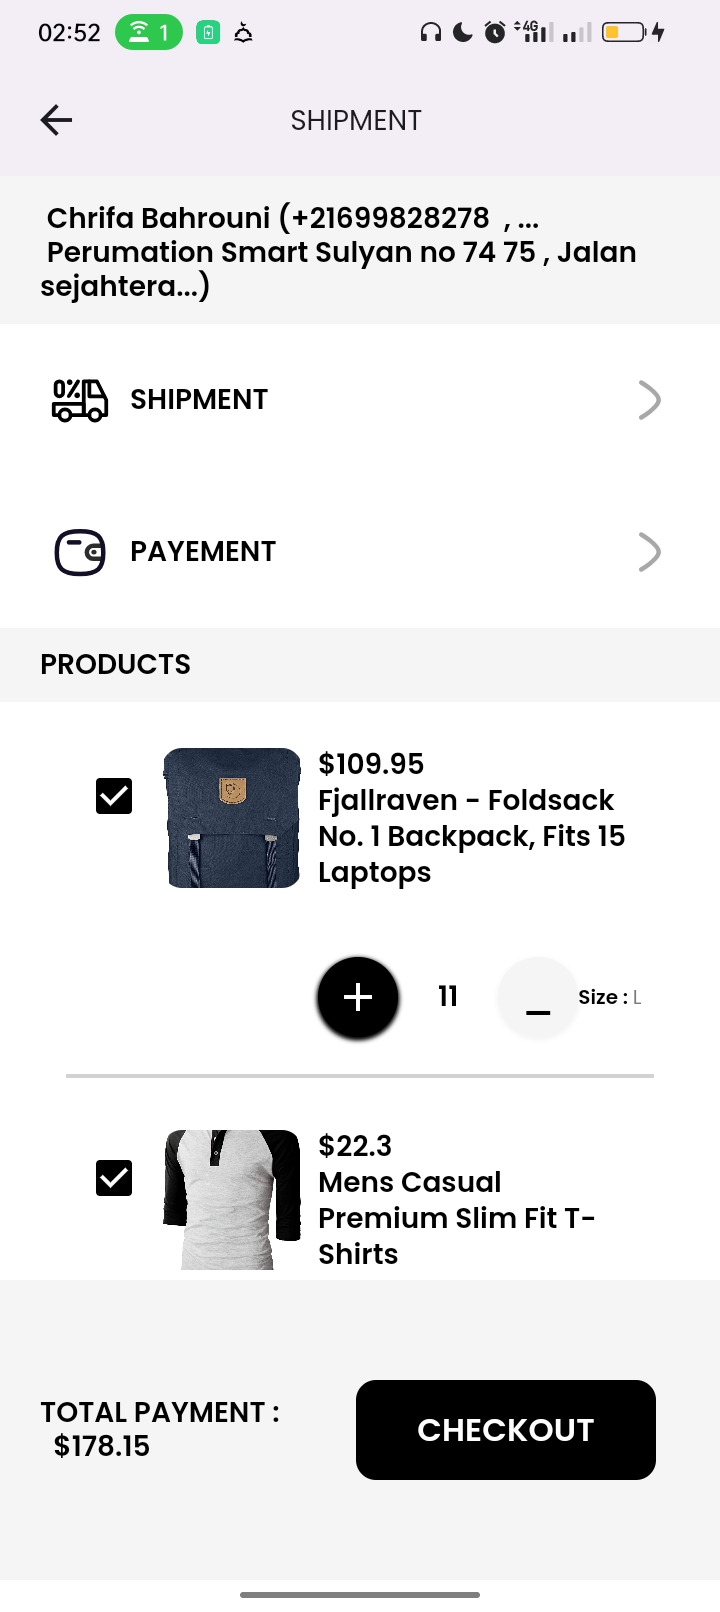 02:52
1
4G
SHIPMENT
Chrifa Bahrouni (+21699828278 , ...
Perumation Smart Sulyan no 74 75 , Jalan
sejahtera...)
0%
SHIPMENT
PAYEMENT
PRODUCTS
$109.95
Fjallraven - Foldsack
No. 1 Backpack, Fits 15
Laptops
11
Size : L
$22.3
Mens Casual
Premium Slim Fit T-
Shirts
TOTAL PAYMENT :
$178.15
CHECKOUT